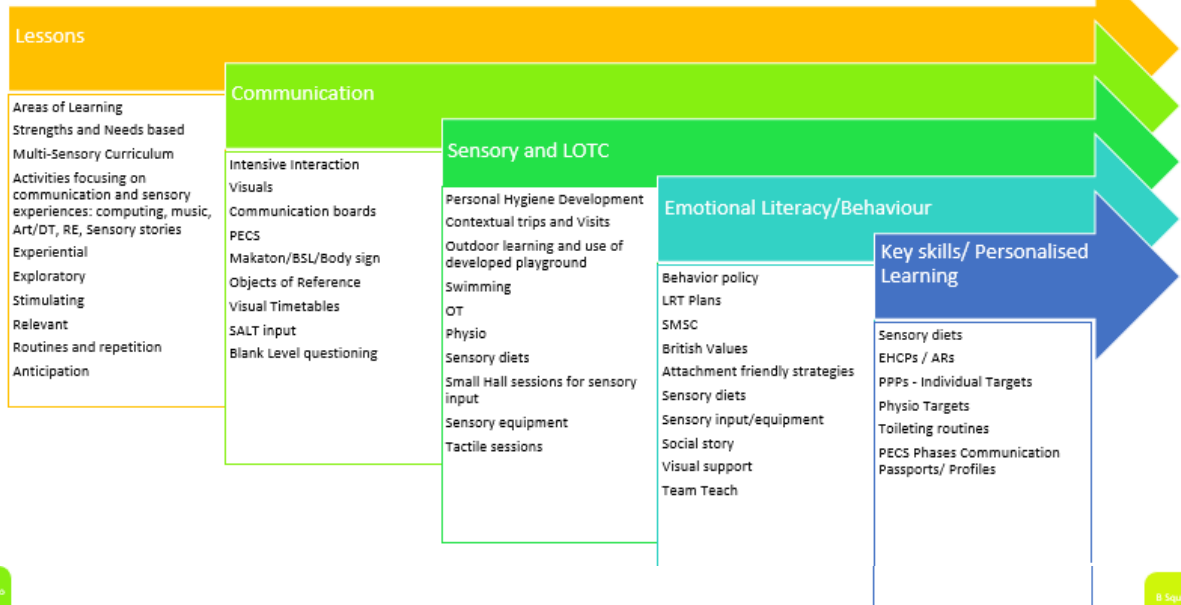 Lessons
Areas of Learning
Strengths and Needs based
Multi-Sensory Curriculum
Activities focusing on
communication and sensory
experiences: computing, music,
Art/DT, RE, Sensory stories
Experiential
Exploratory
Stimulating
Relevant
Routines and repetition
Anticipation
Communication
Intensive Interaction
Visuals
Communication boards
PECS
Makaton/BSL/Body sign
Objects of Reference
Visual Timetables
SALT input
Blank Level questioning
Sensory and LOTC
Personal Hygiene Development
Contextual trips and Visits
Outdoor learning and use of
developed playground
Swimming
OT
Physio
Sensory diets
Small Hall sessions for sensory
input
Sensory equipment
Tactile sessions
Emotional Literacy/Behaviour
Behavior policy
LRT Plans
SMSC
British Values
Attachment friendly strategies
Sensory diets
Sensory input/equipment
Social story
Visual support
Team Teach
Key skills/ Personalised
Learning
Sensory diets
EHCPs / ARs
PPPs - Individual Targets
Physio Targets
Toileting routines
PECS Phases Communication
Passports/ Profiles